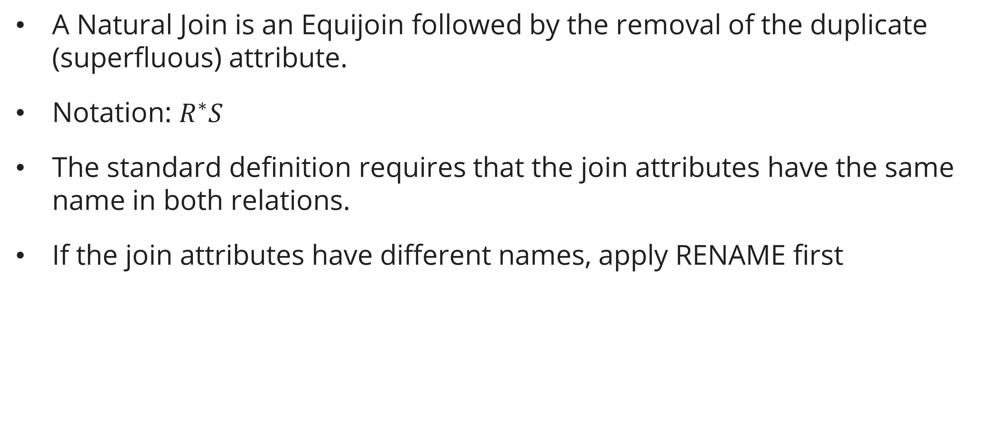 • A Natural Join is an Equijoin followed by the removal of the duplicate
(superfluous) attribute.
• Notation: R*S
• The standard definition requires that the join attributes have the same
name in both relations.
• If the join attributes have different names, apply RENAME first